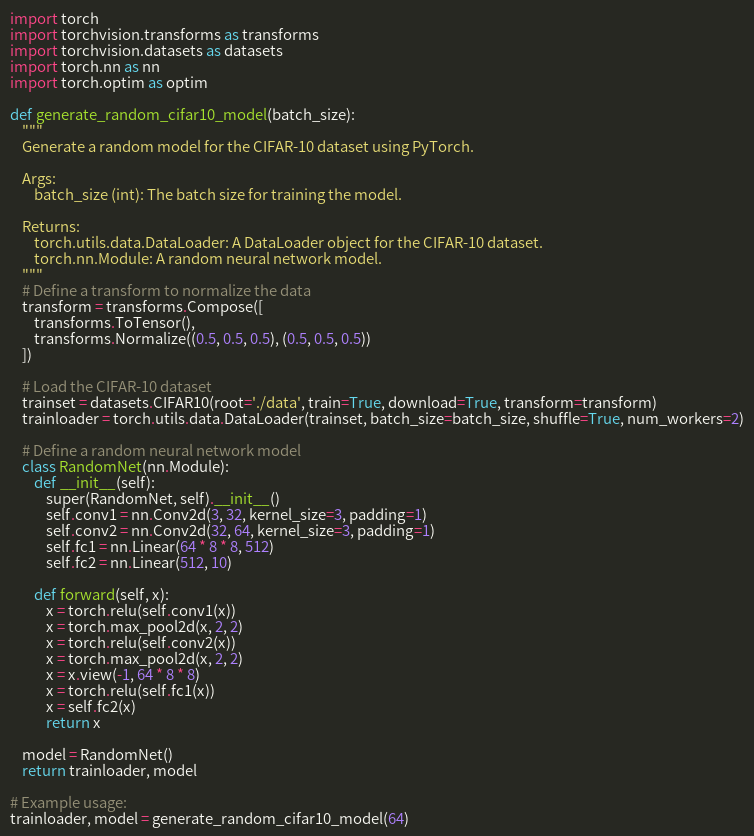 import torch
import torchvision.transforms as transforms
import torchvision.datasets as datasets
import torch.nn as nn
import torch.optim as optim

def generate_random_cifar10_model(batch_size):
    """
    Generate a random model for the CIFAR-10 dataset using PyTorch.

    Args:
        batch_size (int): The batch size for training the model.

    Returns:
        torch.utils.data.DataLoader: A DataLoader object for the CIFAR-10 dataset.
        torch.nn.Module: A random neural network model.
    """
    # Define a transform to normalize the data
    transform = transforms.Compose([
        transforms.ToTensor(),
        transforms.Normalize((0.5, 0.5, 0.5), (0.5, 0.5, 0.5))
    ])

    # Load the CIFAR-10 dataset
    trainset = datasets.CIFAR10(root='./data', train=True, download=True, transform=transform)
    trainloader = torch.utils.data.DataLoader(trainset, batch_size=batch_size, shuffle=True, num_workers=2)

    # Define a random neural network model
    class RandomNet(nn.Module):
        def __init__(self):
            super(RandomNet, self).__init__()
            self.conv1 = nn.Conv2d(3, 32, kernel_size=3, padding=1)
            self.conv2 = nn.Conv2d(32, 64, kernel_size=3, padding=1)
            self.fc1 = nn.Linear(64 * 8 * 8, 512)
            self.fc2 = nn.Linear(512, 10)

        def forward(self, x):
            x = torch.relu(self.conv1(x))
            x = torch.max_pool2d(x, 2, 2)
            x = torch.relu(self.conv2(x))
            x = torch.max_pool2d(x, 2, 2)
            x = x.view(-1, 64 * 8 * 8)
            x = torch.relu(self.fc1(x))
            x = self.fc2(x)
            return x

    model = RandomNet()
    return trainloader, model

# Example usage:
trainloader, model = generate_random_cifar10_model(64)